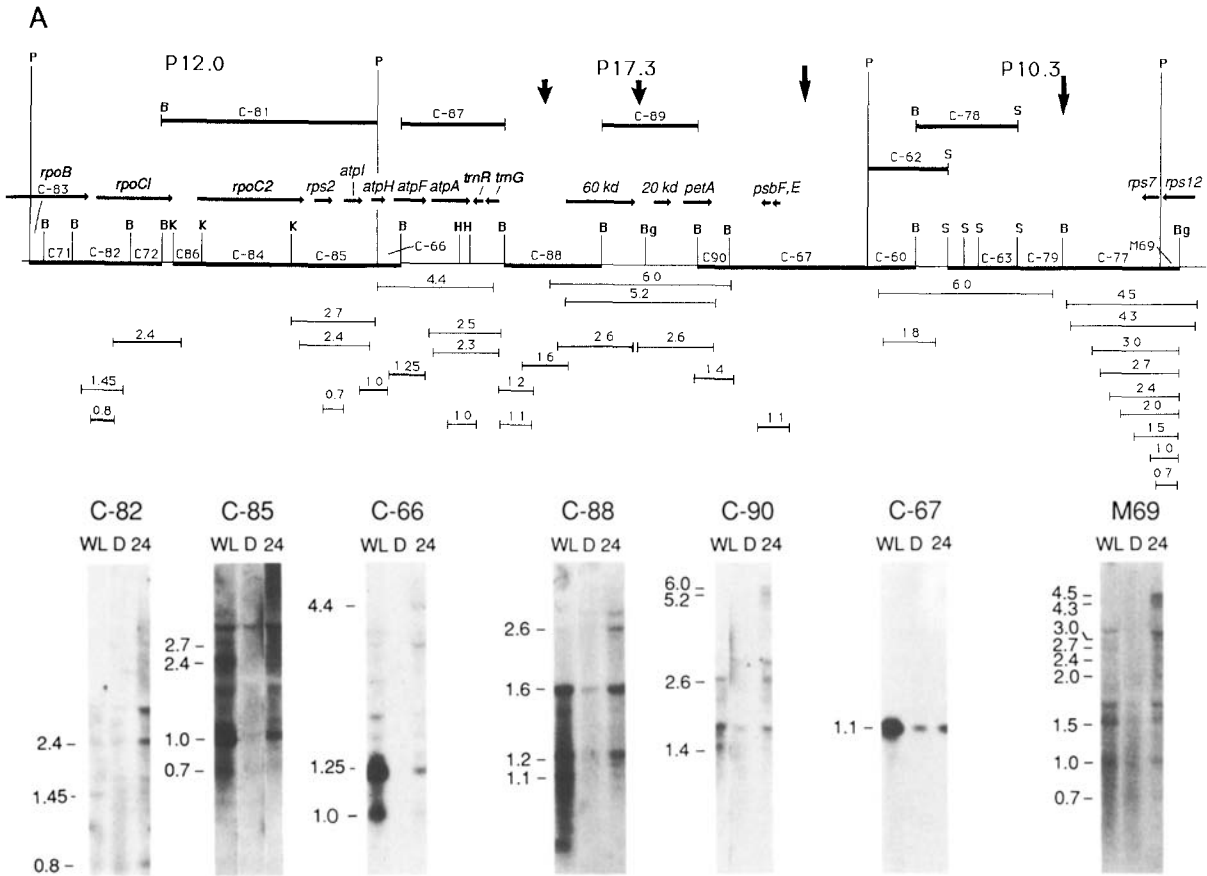 A
P P12.0 P P17.3 P P10.3 P
B C-81 C-87 C-89 B C-78 S
C-62 S
rpoB rpoCI rpoC2 rps2 atpI atpH atpF atpA trnR trnG 60 kd 20 kd petA psbF,E rps7 rps12
C-83
B B B BK K K B HH B B Bg B B B S S S S B Bg
C71 C-82 C72 C86 C-84 C-85 C-66 C-88 C90 C-67 C-60 C-63 C-79 C-77 M69
4.4 6.0 6.0 4.5
5.2 4.3
2.7 2.5 3.0
2.4 2.4 2.3 2.6 2.6 1.8 2.7
1.25 1.6 1.4 2.4
1.45 1.0 1.2 2.0
0.8 0.7 1.0 1.1 1.1 1.5
1.0
0.7
C-82 C-85 C-66 C-88 C-90 C-67 M69
WL D 24 WL D 24 WL D 24 WL D 24 WL D 24 WL D 24 WL D 24
2.4 –
1.45 –
0.8 –
2.7 –
2.4 –
1.0 –
0.7 –
4.4 –
1.25 –
1.0 –
2.6 –
1.6 –
1.2 –
1.1 –
6.0 –
5.2 –
2.6 –
1.4 –
1.1 –
4.5 –
4.3 –
3.0
2.7 –
2.4 –
2.0 –
1.5 –
1.0 –
0.7 –